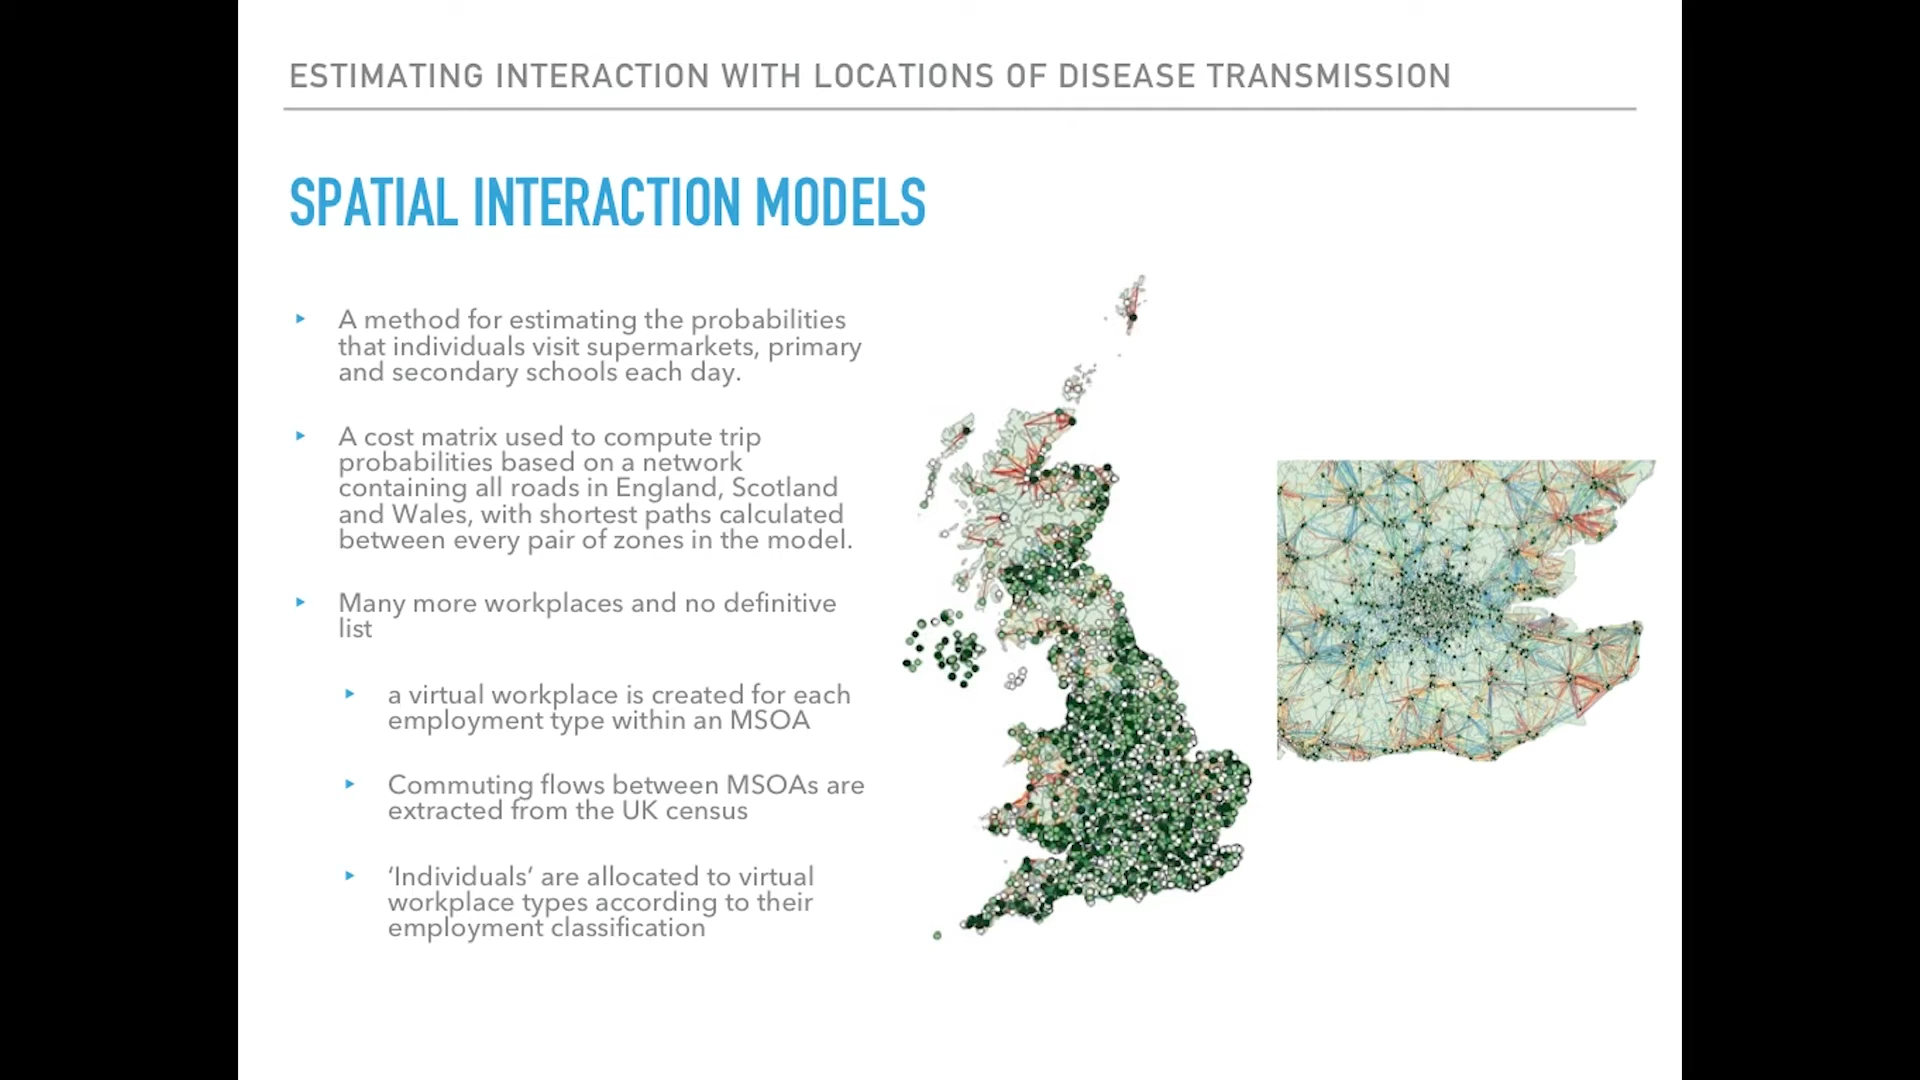 ESTIMATING INTERACTION WITH LOCATIONS OF DISEASE TRANSMISSION
SPATIAL INTERACTION MODELS
A method for estimating the probabilities
that individuals visit supermarkets, primary
and secondary schools each day.
A cost matrix used to compute trip
probabilities based on a network
containing all roads in England, Scotland
and Wales, with shortest paths calculated
between every pair of zones in the model.
Many more workplaces and no definitive
list
a virtual workplace is created for each
employment type within an MSOA
Commuting flows between MSOAs are
extracted from the UK census
‘Individuals’ are allocated to virtual
workplace types according to their
employment classification